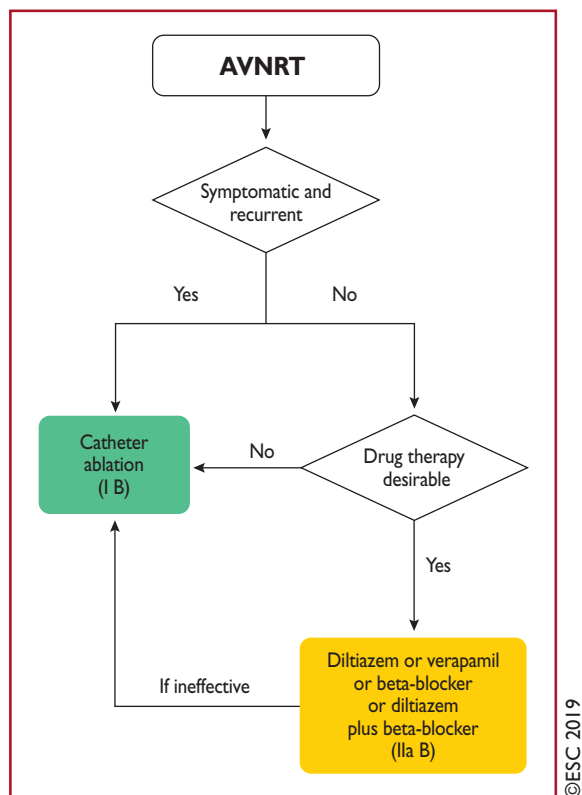 AVNRT
Symptomatic and
recurrent
Yes
No
Catheter
ablation
(I B)
No
Drug therapy
desirable
Yes
If ineffective
Diltiazem or verapamil
or beta-blocker
or diltiazem
plus beta-blocker
(IIa B)
©ESC 2019